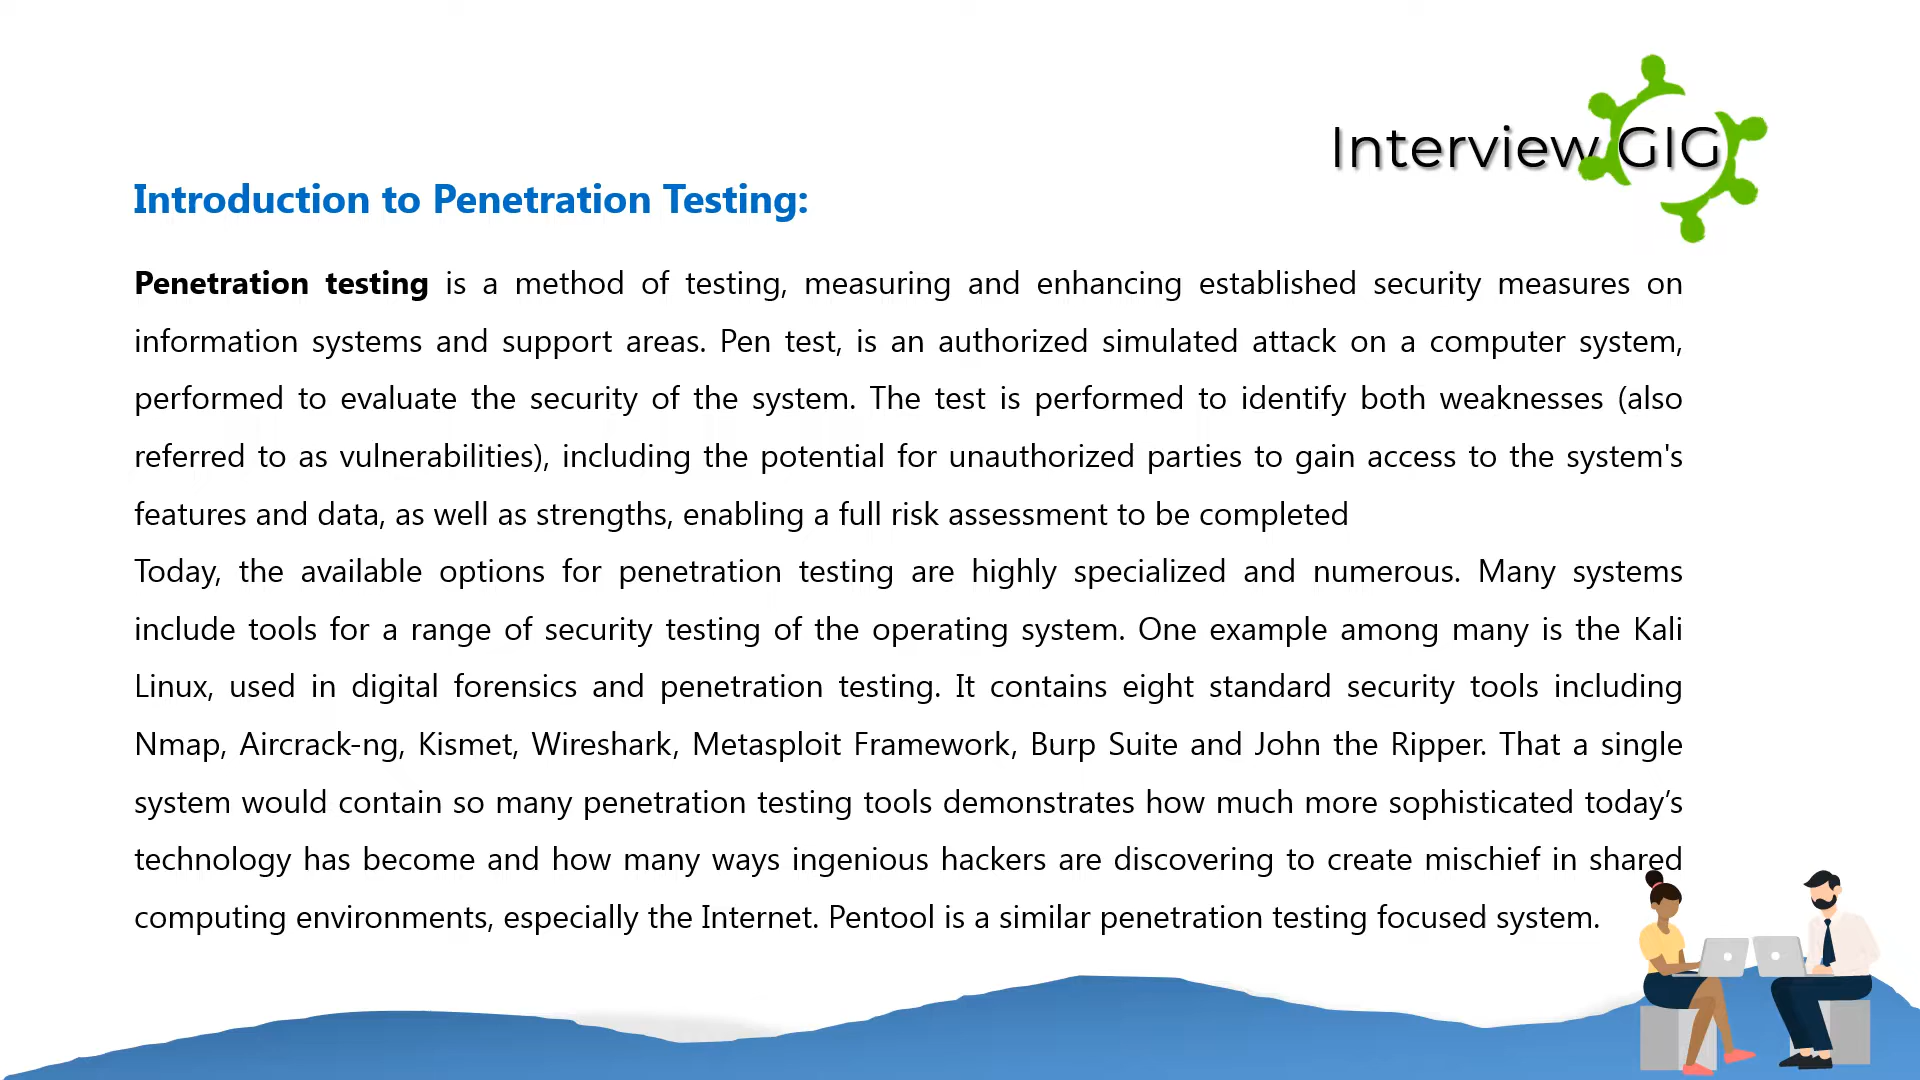 Interview GIG
Introduction to Penetration Testing:
Penetration testing is a method of testing, measuring and enhancing established security measures on
information systems and support areas. Pen test, is an authorized simulated attack on a computer system,
performed to evaluate the security of the system. The test is performed to identify both weaknesses (also
referred to as vulnerabilities), including the potential for unauthorized parties to gain access to the system's
features and data, as well as strengths, enabling a full risk assessment to be completed
Today, the available options for penetration testing are highly specialized and numerous. Many systems
include tools for a range of security testing of the operating system. One example among many is the Kali
Linux, used in digital forensics and penetration testing. It contains eight standard security tools including
Nmap, Aircrack-ng, Kismet, Wireshark, Metasploit Framework, Burp Suite and John the Ripper. That a single
system would contain so many penetration testing tools demonstrates how much more sophisticated today’s
technology has become and how many ways ingenious hackers are discovering to create mischief in shared
computing environments, especially the Internet. Pentool is a similar penetration testing focused system.